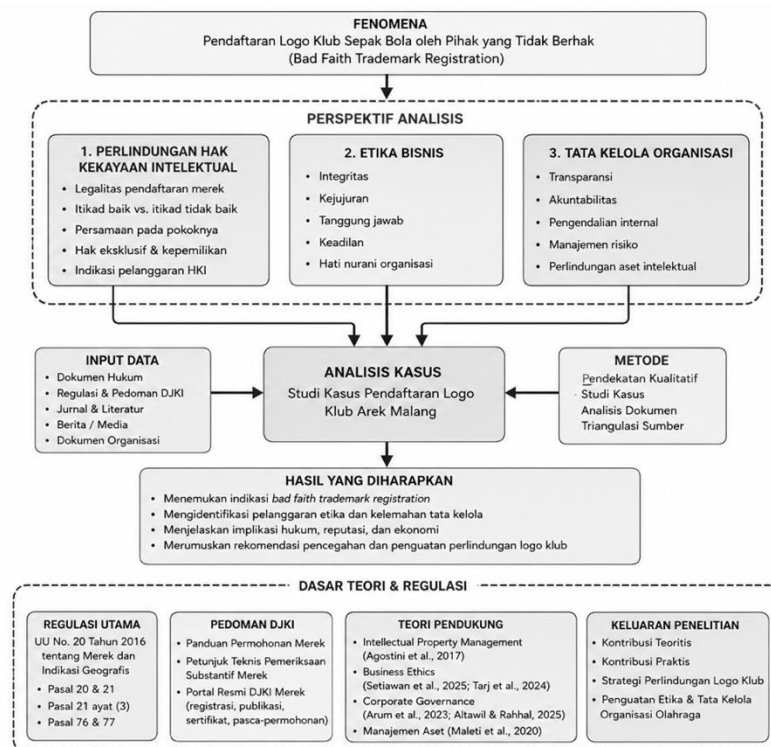 FENOMENA
Pendaftaran Logo Klub Sepak Bola oleh Pihak yang Tidak Berhak
(Bad Faith Trademark Registration)
PERSPEKTIF ANALISIS
1. PERLINDUNGAN HAK
KEKAYAAN INTELEKTUAL
• Legalitas pendaftaran merek
• Itikad baik vs. itikad tidak baik
• Persamaan pada pokoknya
• Hak eksklusif & kepemilikan
• Indikasi pelanggaran HKI
2. ETIKA BISNIS
• Integritas
• Kejujuran
• Tanggung jawab
• Keadilan
• Hati nurani organisasi
3. TATA KELOLA ORGANISASI
• Transparansi
• Akuntabilitas
• Pengendalian internal
• Manajemen risiko
• Perlindungan aset intelektual
INPUT DATA
• Dokumen Hukum
• Regulasi & Pedoman DJKI
• Jurnal & Literatur
• Berita / Media
• Dokumen Organisasi
ANALISIS KASUS
Studi Kasus Pendaftaran Logo
Klub Arek Malang
METODE
Pendekatan Kualitatif
Studi Kasus
Analisis Dokumen
Triangulasi Sumber
HASIL YANG DIHARAPKAN
• Menemukan indikasi bad faith trademark registration
• Mengidentifikasi pelanggaran etika dan kelemahan tata kelola
• Menjelaskan implikasi hukum, reputasi, dan ekonomi
• Merumuskan rekomendasi pencegahan dan penguatan perlindungan logo klub
DASAR TEORI & REGULASI
REGULASI UTAMA
UU No. 20 Tahun 2016
tentang Merek dan
Indikasi Geografis
• Pasal 20 & 21
• Pasal 21 ayat (3)
• Pasal 76 & 77
PEDOMAN DJKI
• Panduan Permohonan Merek
• Petunjuk Teknis Pemeriksaan
Substantif Merek
• Portal Resmi DJKI Merek
(registrasi, publikasi,
sertifikat, pasca-permohonan)
TEORI PENDUKUNG
• Intellectual Property Management
(Agostini et al., 2017)
• Business Ethics
(Setiawan et al., 2025; Tarj et al., 2024)
• Corporate Governance
(Arum et al., 2023; Altawil & Rahhal, 2025)
• Manajemen Aset (Maleti et al., 2020)
KELUARAN PENELITIAN
• Kontribusi Teoritis
• Kontribusi Praktis
• Strategi Perlindungan Logo Klub
• Penguatan Etika & Tata Kelola
Organisasi Olahraga